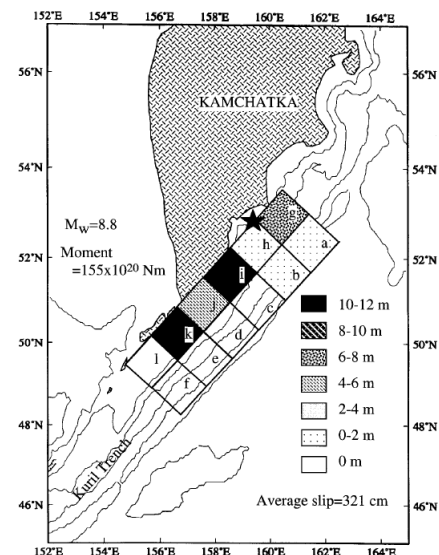 152°E 154°E 156°E 158°E 160°E 162°E 164°E
56°N 56°N
KAMCHATKA
54°N 54°N
g
a
Mw=8.8
h
52°N 52°N
Moment
=155x10²⁰ Nm
i
b
10-12 m
j
c
8-10 m
k
d
50°N 50°N
6-8 m
l
e
4-6 m
f
2-4 m
48°N 48°N
0-2 m
0 m
Kuril Trench
Average slip=321 cm
46°N 46°N
152°E 154°E 156°E 158°E 160°E 162°E 164°E